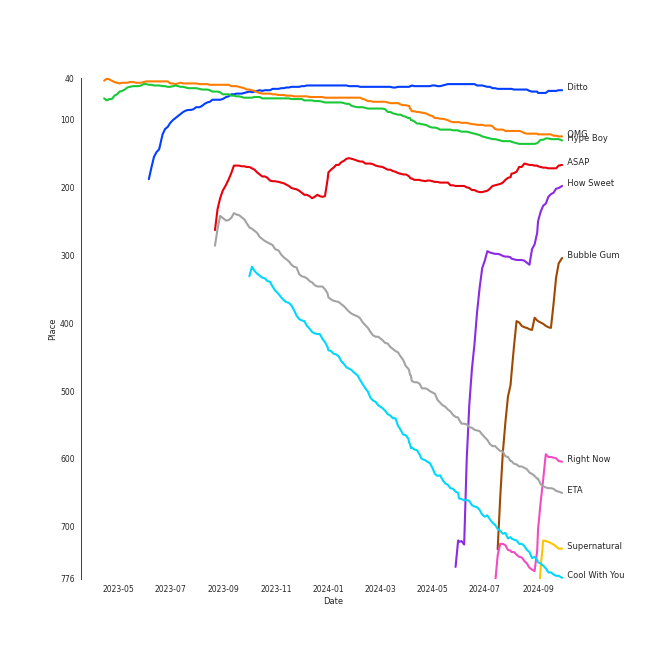 40
100
200
300
400
500
600
700
776
Place
2023-05
2023-07
2023-09
2023-11
2024-01
2024-03
2024-05
2024-07
2024-09
Date
Ditto
OMG
Hype Boy
ASAP
How Sweet
Bubble Gum
Right Now
ETA
Supernatural
Cool With You